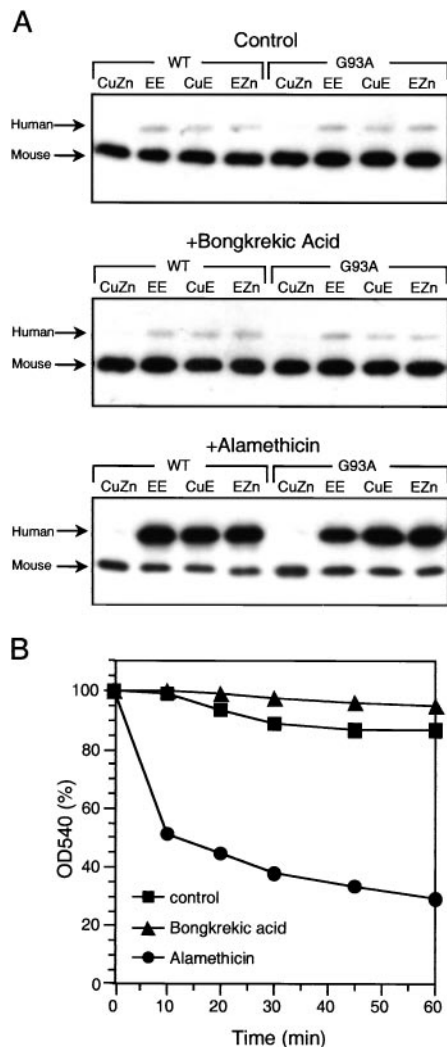 A
Control
WT G93A
CuZn EE CuE EZn CuZn EE CuE EZn
Human
Mouse
+Bongkrekic Acid
WT G93A
CuZn EE CuE EZn CuZn EE CuE EZn
Human
Mouse
+Alamethicin
WT G93A
CuZn EE CuE EZn CuZn EE CuE EZn
Human
Mouse
B
100
80
60
40
20
0
OD540 (%)
control
Bongkrekic acid
Alamethicin
0 10 20 30 40 50 60
Time (min)